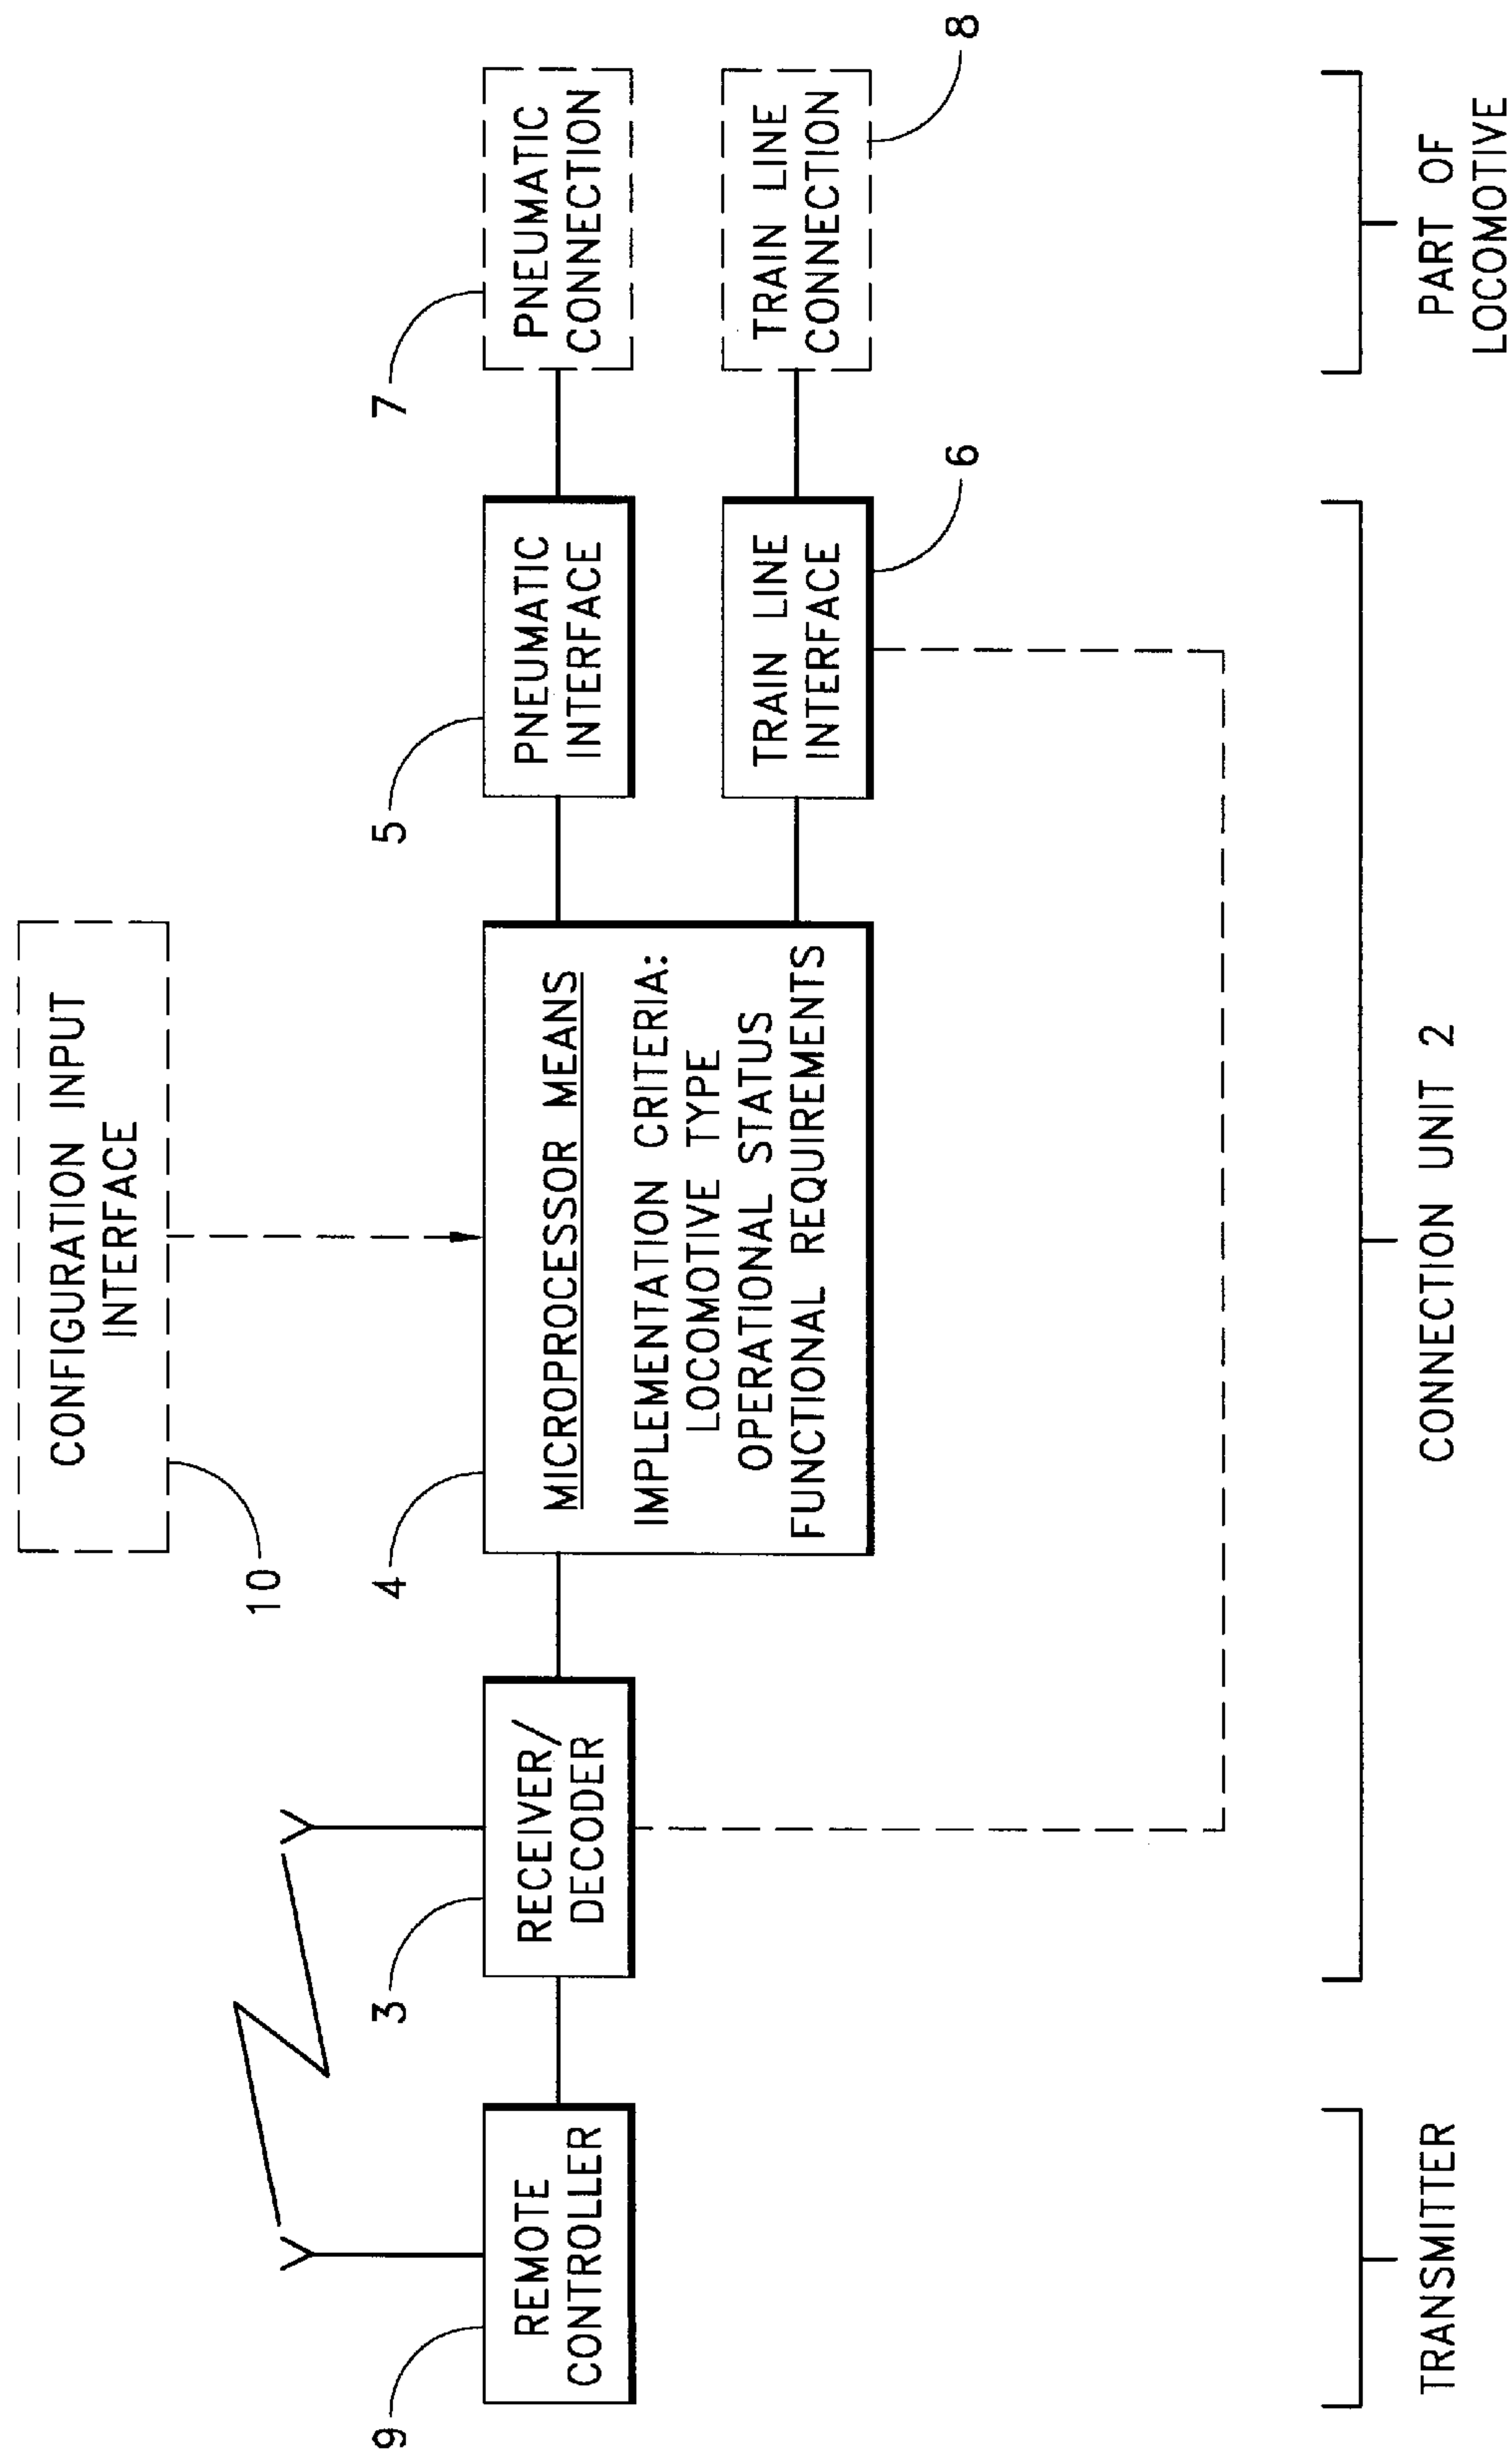 CONFIGURATION INPUT
INTERFACE
10
9
REMOTE
CONTROLLER
3
RECEIVER/
DECODER
4
MICROPROCESSOR MEANS
IMPLEMENTATION CRITERIA:
LOCOMOTIVE TYPE
OPERATIONAL STATUS
FUNCTIONAL REQUIREMENTS
5
PNEUMATIC
INTERFACE
7
PNEUMATIC
CONNECTION
TRAIN LINE
INTERFACE
6
TRAIN LINE
CONNECTION
8
TRANSMITTER
CONNECTION UNIT 2
PART OF
LOCOMOTIVE